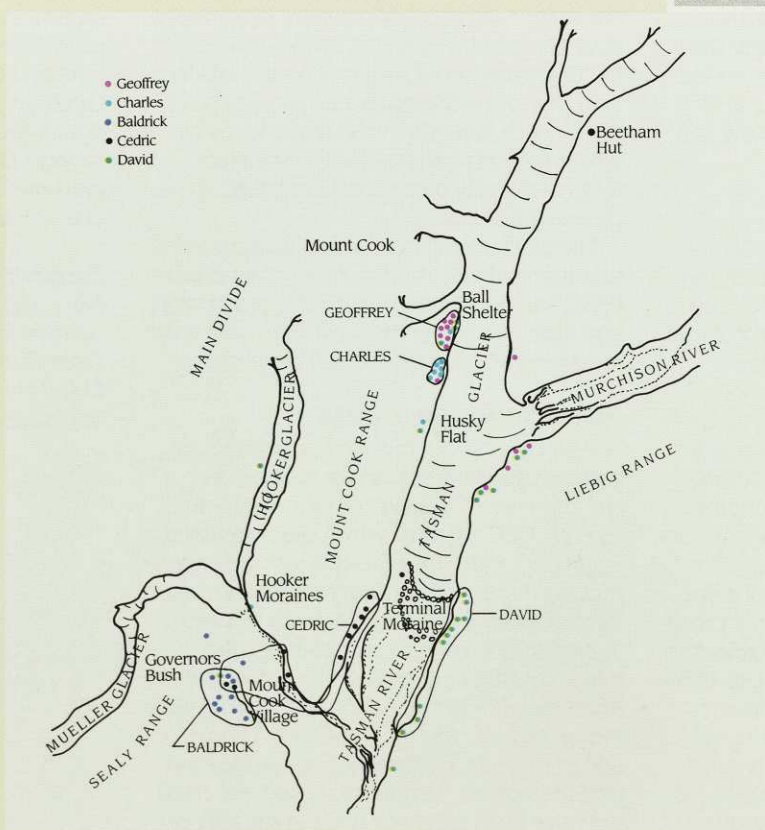 Geoffrey
Charles
Baldrick
Cedric
David
Beetham
Hut
Mount Cook
MAIN DIVIDE
GEOFFREY
Ball
Shelter
CHARLES
GLACIER
MURCHISON RIVER
HOOKER GLACIER
MOUNT COOK RANGE
Husky
Flat
LIEBIG RANGE
TASMAN
Hooker
Moraines
CEDRIC
Terminal
Moraine
DAVID
MUELLER GLACIER
Governors
Bush
Mount
Cook
Village
TASMAN RIVER
SEALY RANGE
BALDRICK